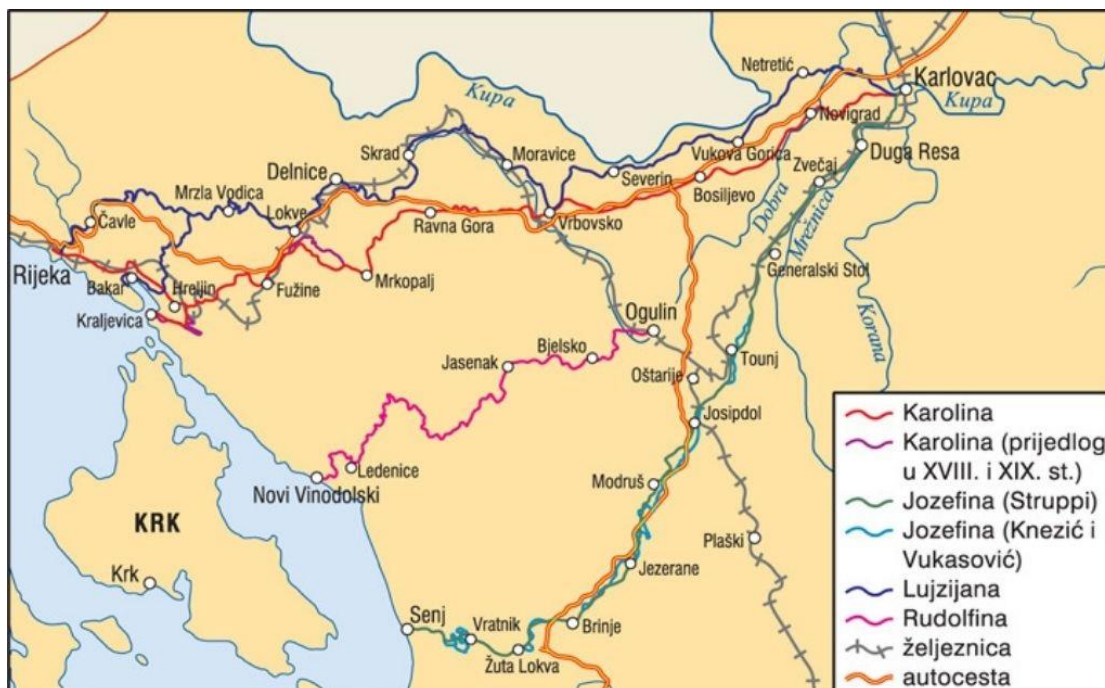 Netretić
Karlovac
Kupa
Kupa
Novigrad
Skrad
Moravice
Vukova Gorica
Duga Resa
Delnice
Severin
Zvečaj
Bosiljevo
Mrzla Vodica
Lokve
Dobra
Mrežnica
Čavle
Ravna Gora
Vrbovsko
Generalski Stol
Rijeka
Mrkopalj
Bakar
Hreljin
Fužine
Kraljevica
Korana
Ogulin
Bjelsko
Tounj
Jasenak
Oštarije
Josipdol
Ledenice
Novi Vinodolski
Modruš
KRK
Plaški
Jezerane
Krk
Senj
Vratnik
Brinje
Žuta Lokva
Karolina
Karolina (prijedlog
u XVIII. i XIX. st.)
Jozefina (Struppi)
Jozefina (Knezić i
Vukasović)
Lujzijana
Rudolfina
željeznica
autocesta